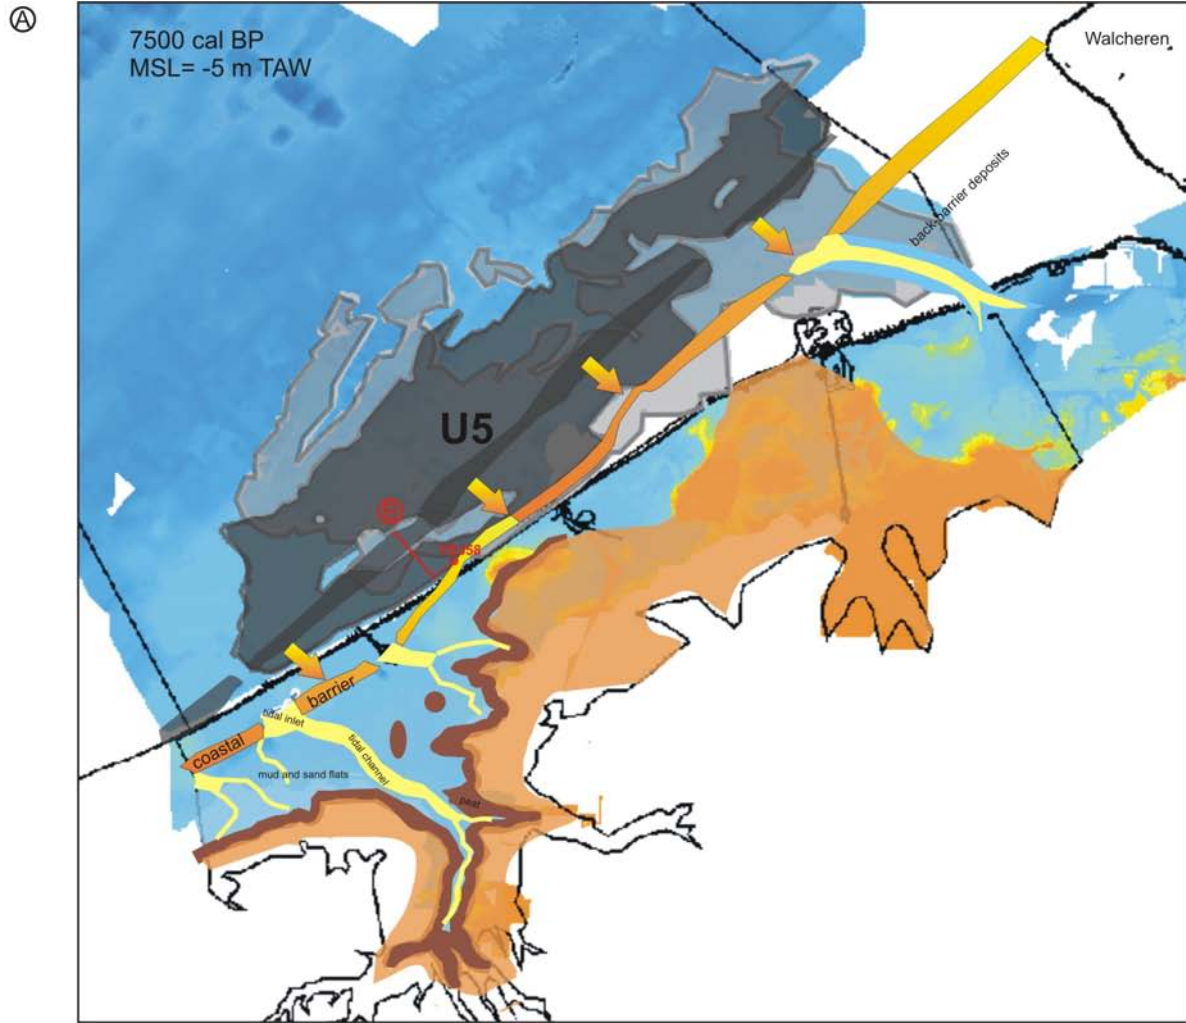 A
7500 cal BP
MSL= -5 m TAW
Walcheren
back-barrier deposits
U5
barrier
tidal inlet
coastal
tidal channel
mud and sand flats
peat